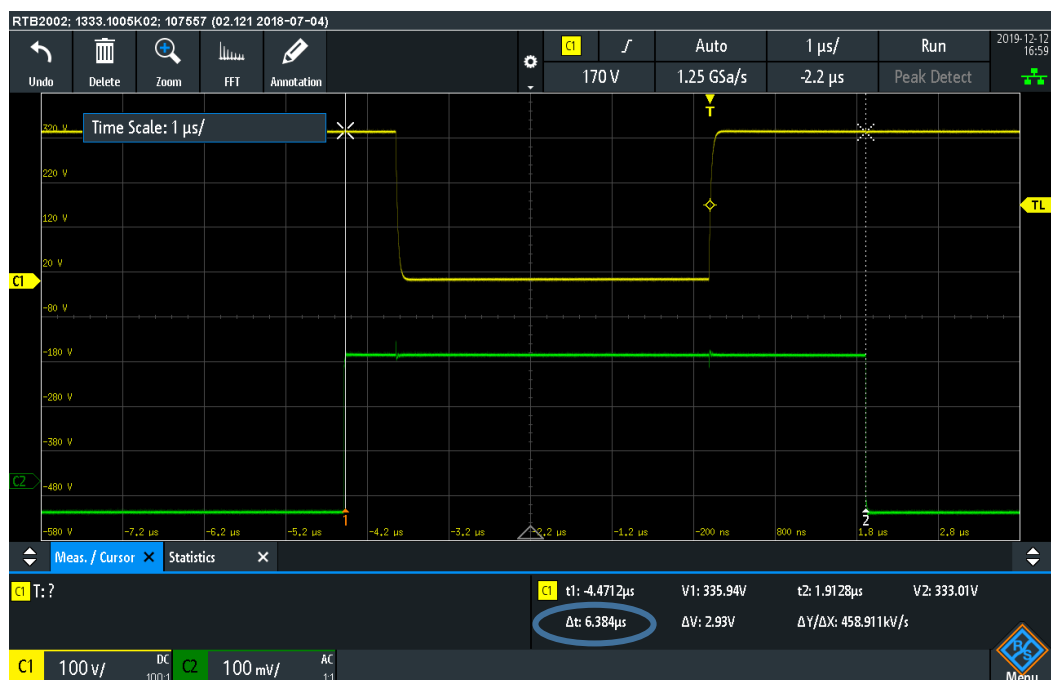 RTB2002; 1333.1005K02; 107557 (02.121 2018-07-04)
Undo Delete Zoom FFT Annotation
C1 Auto 1 µs/ Run
170 V 1.25 GSa/s -2.2 µs Peak Detect
2019-12-12
16:59
T
320 V
Time Scale: 1 µs/
220 V
TL
120 V
20 V
C1
-80 V
-180 V
-280 V
-380 V
C2
-480 V
1 2
-580 V -7.2 µs -6.2 µs -5.2 µs -4.2 µs -3.2 µs -2.2 µs -1.2 µs -200 ns 800 ns 1.8 µs 2.8 µs
Meas. / Cursor Statistics
C1 T: ?
C1 t1: -4.4712µs V1: 335.94V t2: 1.9128µs V2: 333.01V
Δt: 6.384µs ΔV: 2.93V ΔY/ΔX: 458.911kV/s
R&S
C1 100 V/ DC 100:1 C2 100 mV/ AC 1:1
Menu